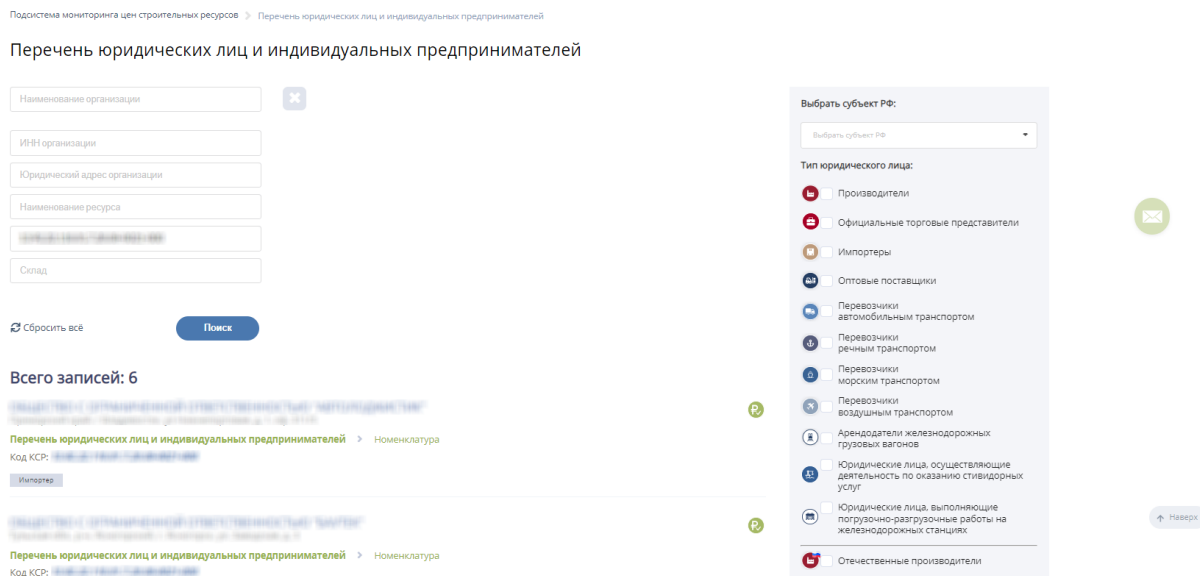 Подсистема мониторинга цен строительных ресурсов > Перечень юридических лиц и индивидуальных предпринимателей
Перечень юридических лиц и индивидуальных предпринимателей
Наименование организации
ИНН организации
Юридический адрес организации
Наименование ресурса
Склад
Сбросить всё
Поиск
Всего записей: 6
Перечень юридических лиц и индивидуальных предпринимателей > Номенклатура
Код КСР:
Импортер
Перечень юридических лиц и индивидуальных предпринимателей > Номенклатура
Код КСР:
Выбрать субъект РФ:
Выбрать субъект РФ
Тип юридического лица:
Производители
Официальные торговые представители
Импортеры
Оптовые поставщики
Перевозчики
автомобильным транспортом
Перевозчики
речным транспортом
Перевозчики
морским транспортом
Перевозчики
воздушным транспортом
Арендодатели железнодорожных
грузовых вагонов
Юридические лица, осуществляющие
деятельность по оказанию стивидорных
услуг
Юридические лица, выполняющие
погрузочно-разгрузочные работы на
железнодорожных станциях
Отечественные производители
Наверх